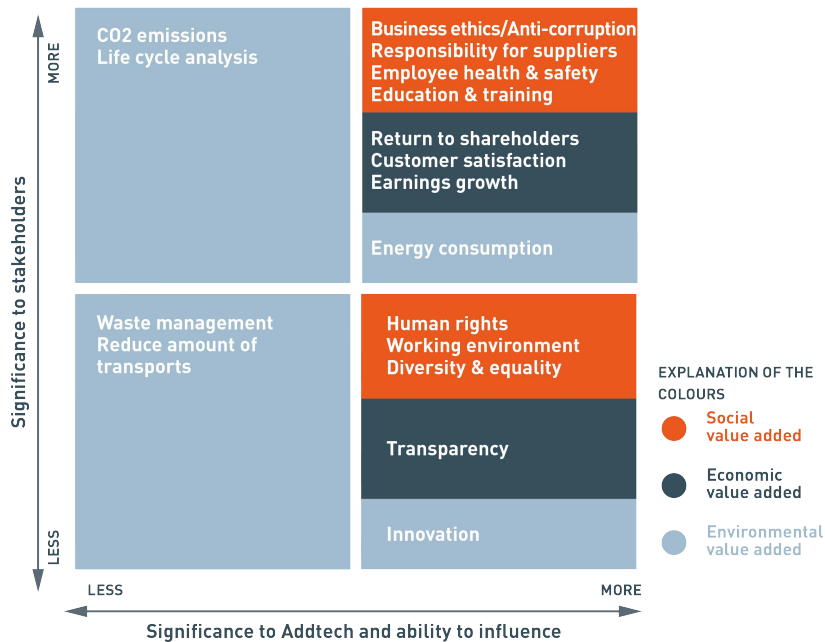 MORE
Significance to stakeholders
LESS
CO2 emissions
Life cycle analysis
Business ethics/Anti-corruption
Responsibility for suppliers
Employee health & safety
Education & training
Return to shareholders
Customer satisfaction
Earnings growth
Energy consumption
Waste management
Reduce amount of
transports
Human rights
Working environment
Diversity & equality
Transparency
Innovation
LESS
MORE
Significance to Addtech and ability to influence
EXPLANATION OF THE
COLOURS
Social
value added
Economic
value added
Environmental
value added